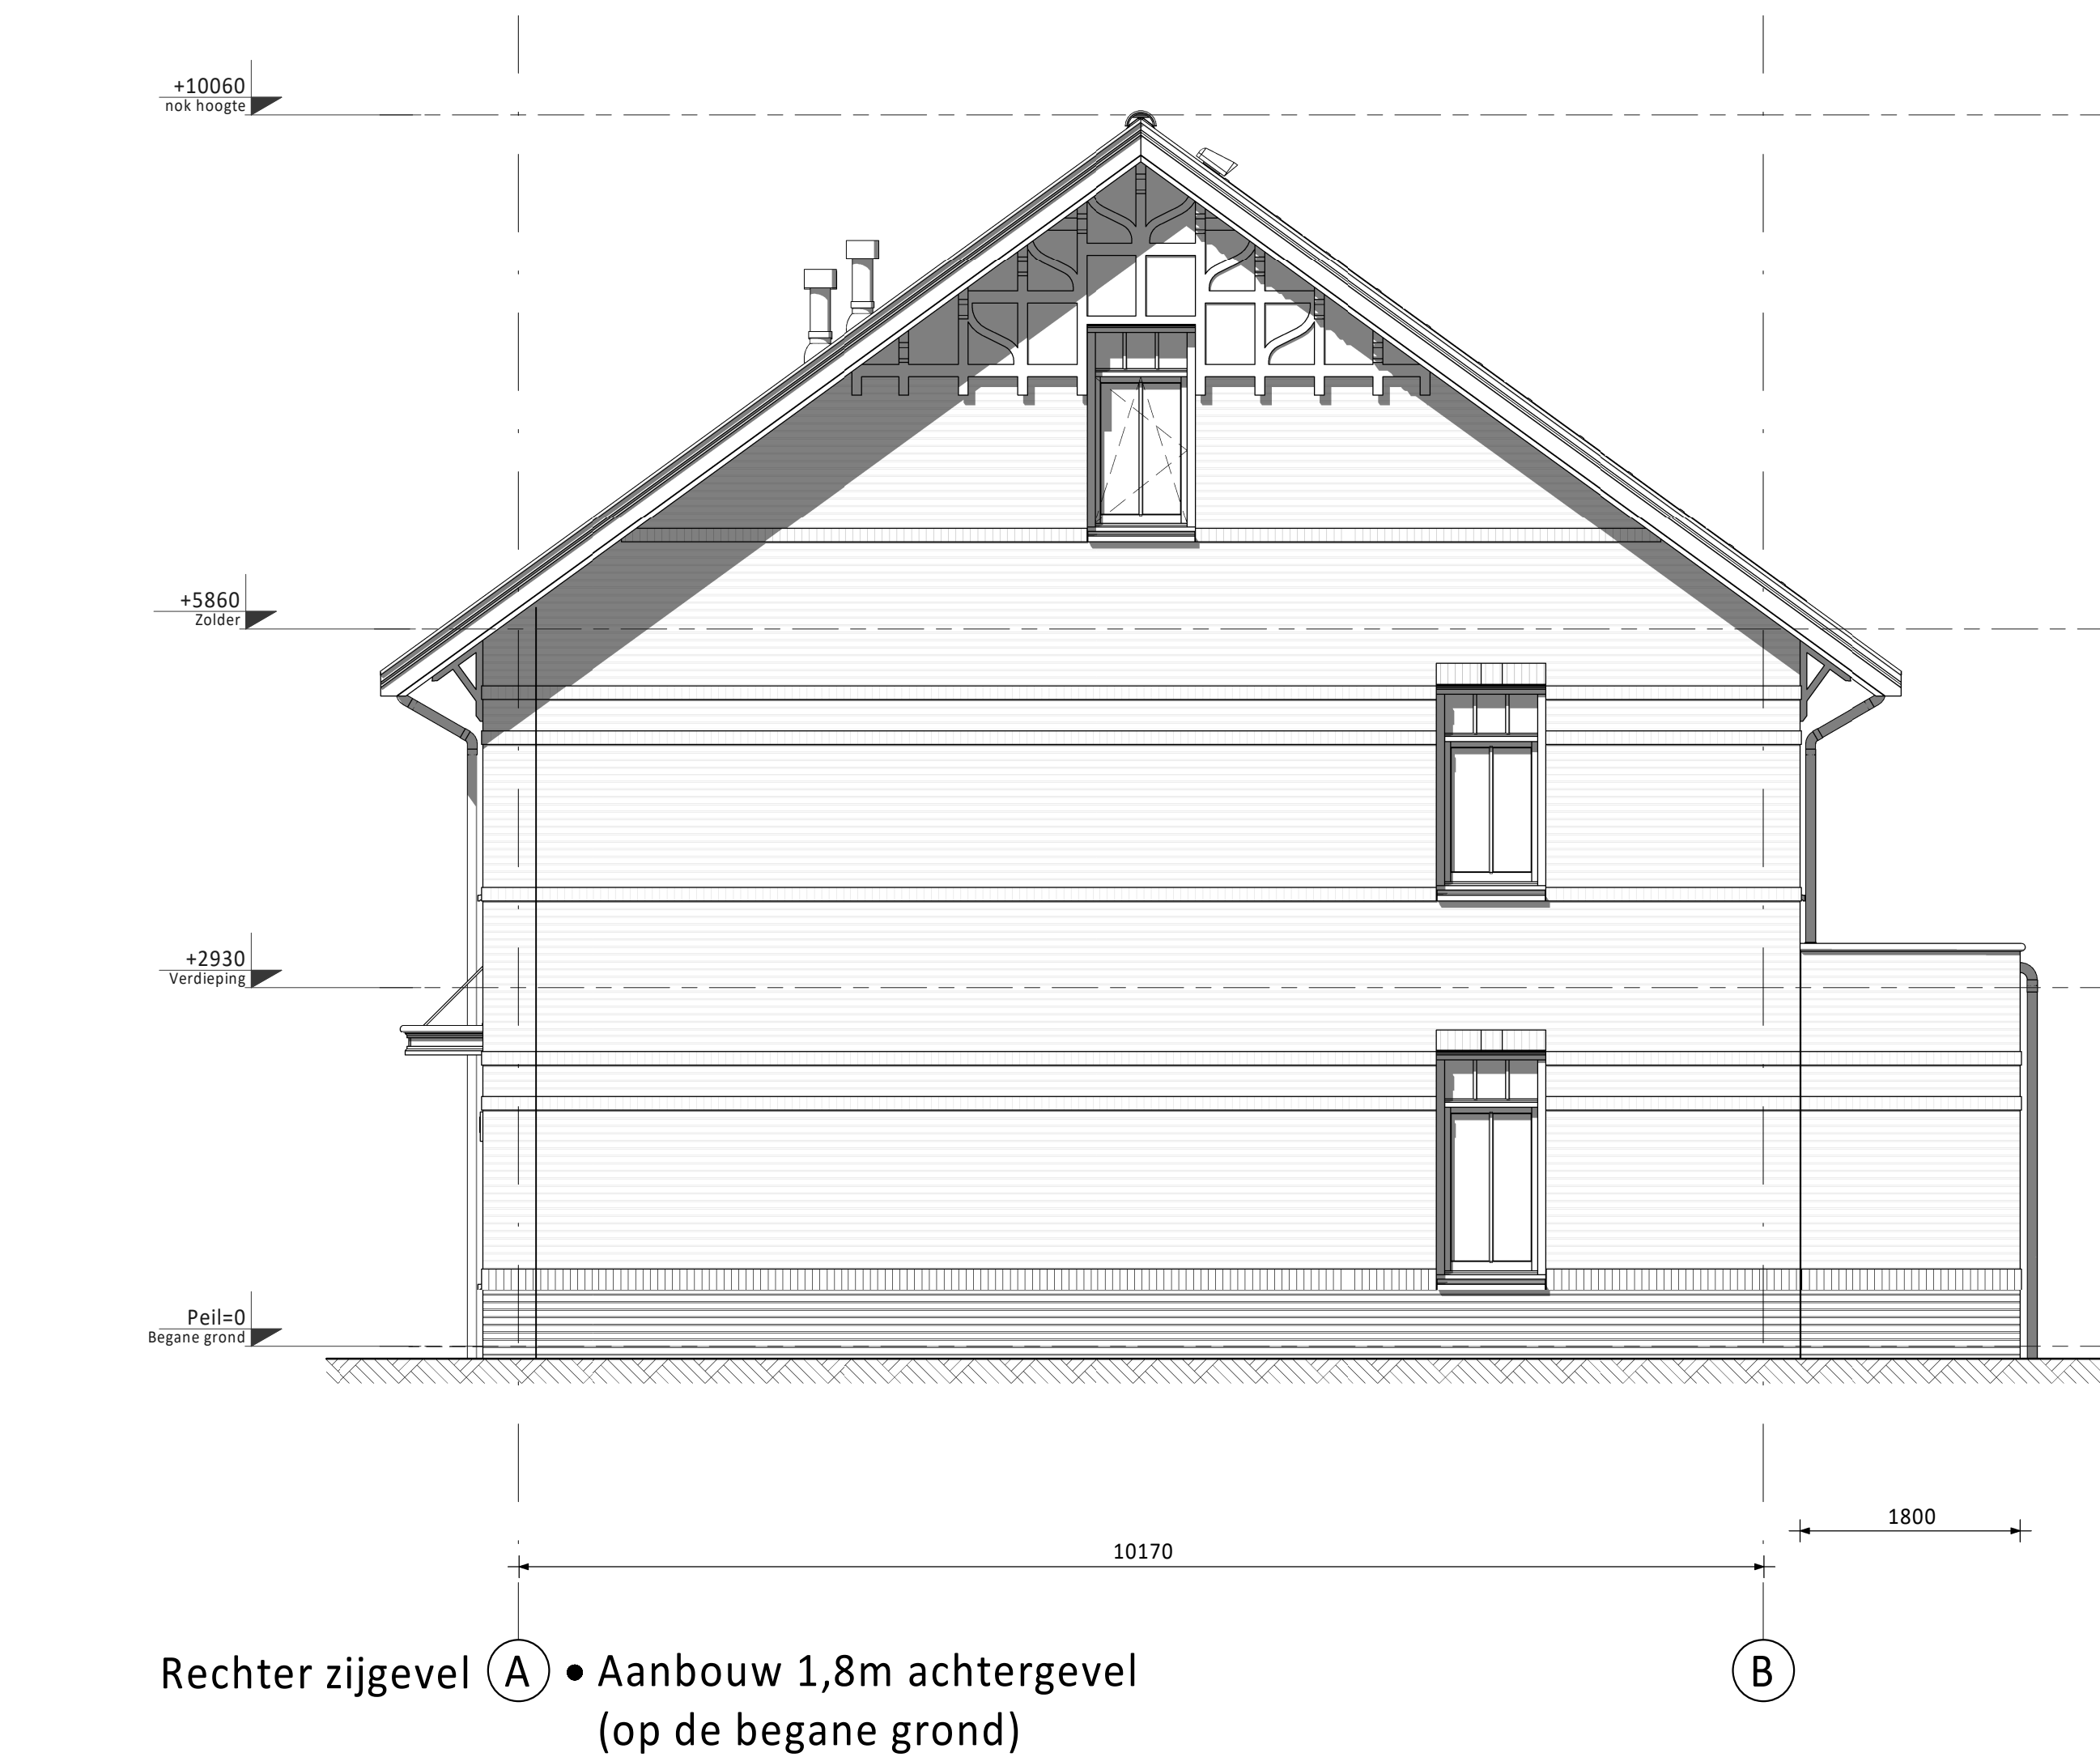 +10060
nok hoogte
+5860
Zolder
+2930
Verdieping
Peil=0
Begane grond
1800
10170
Rechter zijgevel A • Aanbouw 1,8m achtergevel B
(op de begane grond)